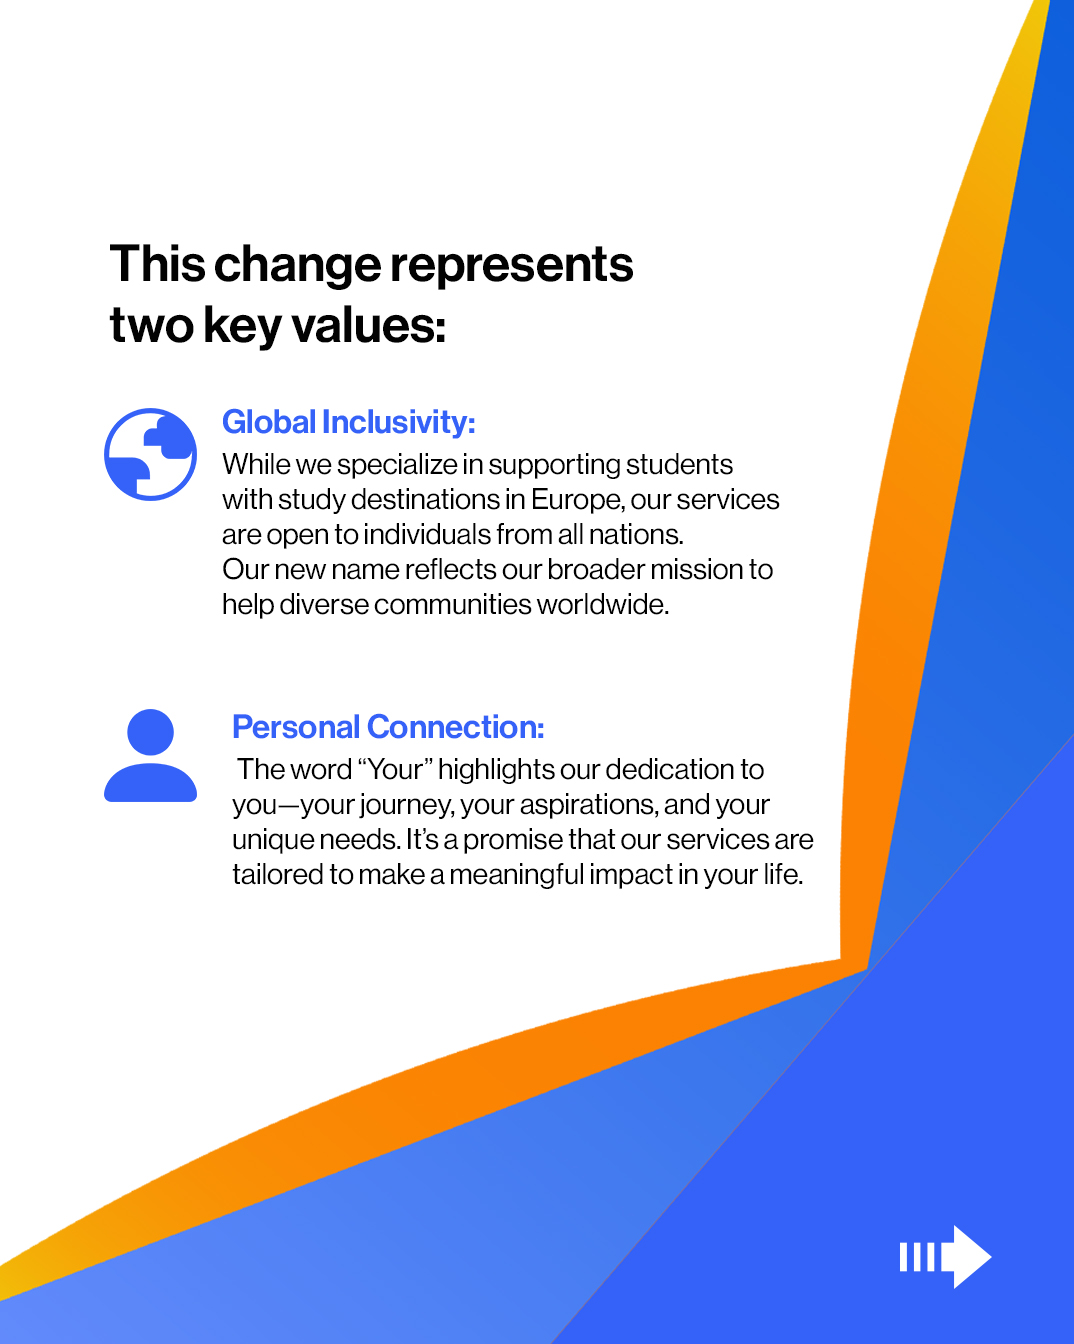 This change represents
two key values:
Global Inclusivity:
While we specialize in supporting students
with study destinations in Europe, our services
are open to individuals from all nations.
Our new name reflects our broader mission to
help diverse communities worldwide.
Personal Connection:
The word “Your” highlights our dedication to
you—your journey, your aspirations, and your
unique needs. It’s a promise that our services are
tailored to make a meaningful impact in your life.